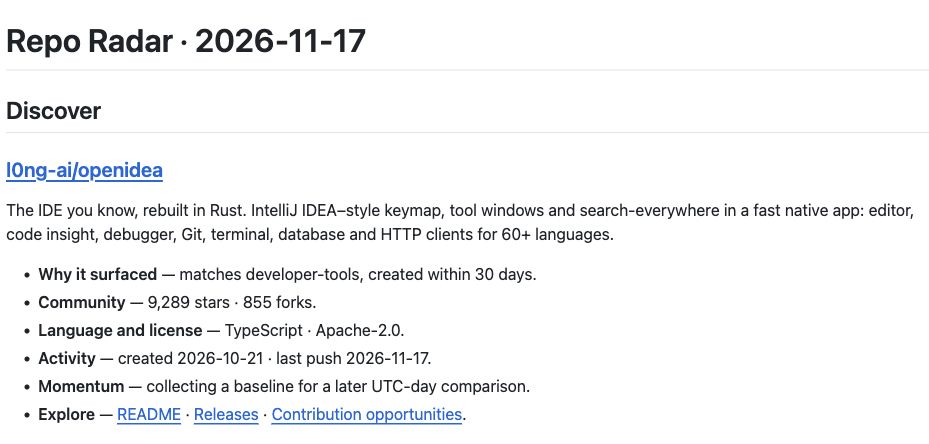 Repo Radar · 2026-11-17
Discover
l0ng-ai/openidea
The IDE you know, rebuilt in Rust. IntelliJ IDEA–style keymap, tool windows and search-everywhere in a fast native app: editor,
code insight, debugger, Git, terminal, database and HTTP clients for 60+ languages.
• Why it surfaced — matches developer-tools, created within 30 days.
• Community — 9,289 stars · 855 forks.
• Language and license — TypeScript · Apache-2.0.
• Activity — created 2026-10-21 · last push 2026-11-17.
• Momentum — collecting a baseline for a later UTC-day comparison.
• Explore — README · Releases · Contribution opportunities.